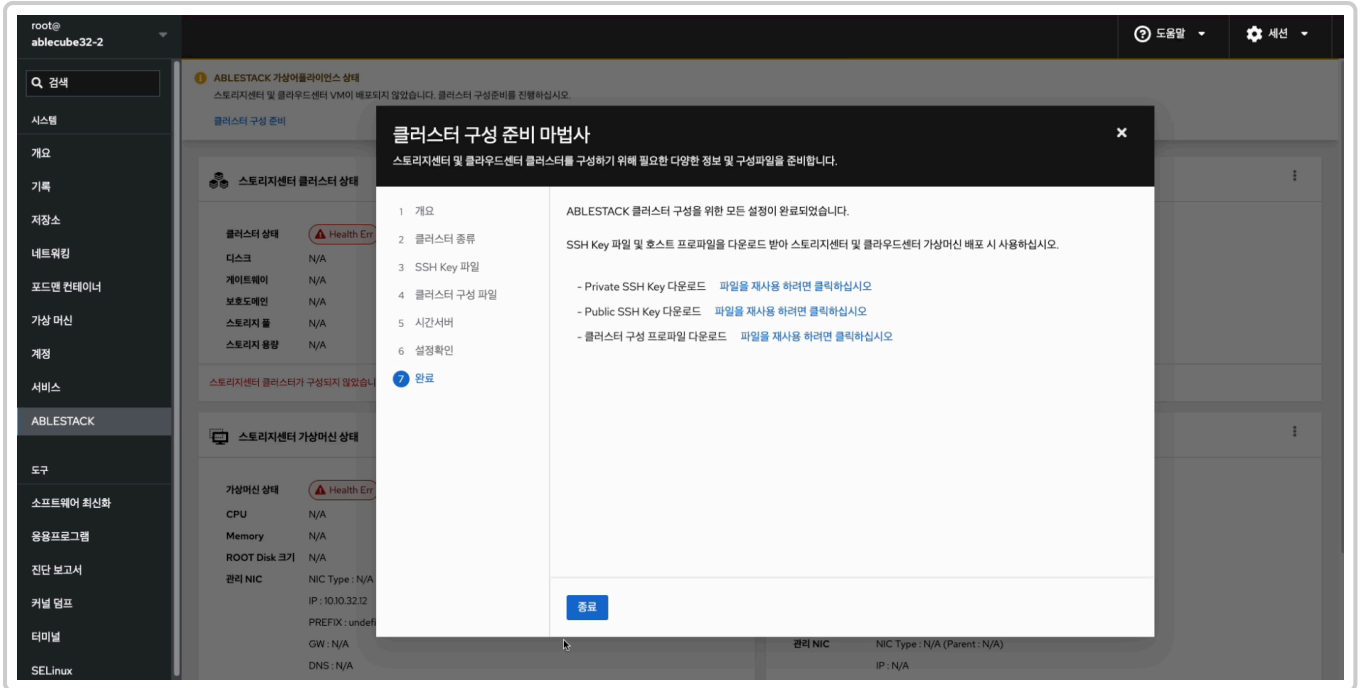 root@
ablecube32-2
도움말
세션
검색
시스템
개요
기록
저장소
네트워킹
포드맨 컨테이너
가상 머신
계정
서비스
ABLESTACK
도구
소프트웨어 최신화
응용프로그램
진단 보고서
커널 덤프
터미널
SELinux
ABLESTACK 가상어플라이언스 상태
스토리지센터 및 클라우드센터 VM이 배포되지 않았습니다. 클러스터 구성준비를 진행하십시오.
클러스터 구성 준비
스토리지센터 클러스터 상태
클러스터 상태 Health Err
디스크 N/A
게이트웨이 N/A
보호도메인 N/A
스토리지 풀 N/A
스토리지 용량 N/A
스토리지센터 클러스터가 구성되지 않았습니
스토리지센터 가상머신 상태
가상머신 상태 Health Err
CPU N/A
Memory N/A
ROOT Disk 크기 N/A
관리 NIC NIC Type : N/A
IP : 10.10.32.12
PREFIX : undefi
GW : N/A
DNS : N/A
클러스터 구성 준비 마법사
스토리지센터 및 클라우드센터 클러스터를 구성하기 위해 필요한 다양한 정보 및 구성파일을 준비합니다.
1 개요
2 클러스터 종류
3 SSH Key 파일
4 클러스터 구성 파일
5 시간서버
6 설정확인
7 완료
ABLESTACK 클러스터 구성을 위한 모든 설정이 완료되었습니다.
SSH Key 파일 및 호스트 프로파일을 다운로드 받아 스토리지센터 및 클라우드센터 가상머신 배포 시 사용하십시오.
- Private SSH Key 다운로드 파일을 재사용 하려면 클릭하십시오
- Public SSH Key 다운로드 파일을 재사용 하려면 클릭하십시오
- 클러스터 구성 프로파일 다운로드 파일을 재사용 하려면 클릭하십시오
종료
관리 NIC NIC Type : N/A (Parent : N/A)
IP : N/A